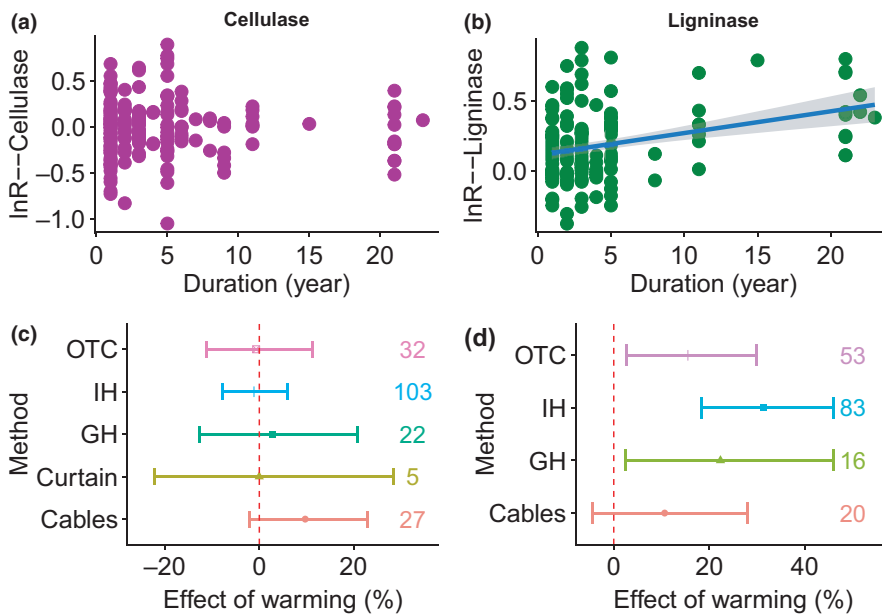 (a) Cellulase
lnR−−Cellulase
0.5
0.0
−0.5
−1.0
0 5 10 15 20
Duration (year)
(b) Ligninase
lnR−−Ligninase
0.5
0.0
0 5 10 15 20
Duration (year)
(c)
Method
OTC 32
IH 103
GH 22
Curtain 5
Cables 27
−20 0 20
Effect of warming (%)
(d)
Method
OTC 53
IH 83
GH 16
Cables 20
0 20 40
Effect of warming (%)